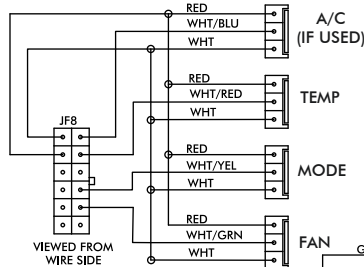 RED
WHT/BLU
WHT
A/C
(IF USED)
RED
WHT/RED
WHT
TEMP
JF8
RED
WHT/YEL
WHT
MODE
RED
WHT/GRN
WHT
FAN
VIEWED FROM
WIRE SIDE
G